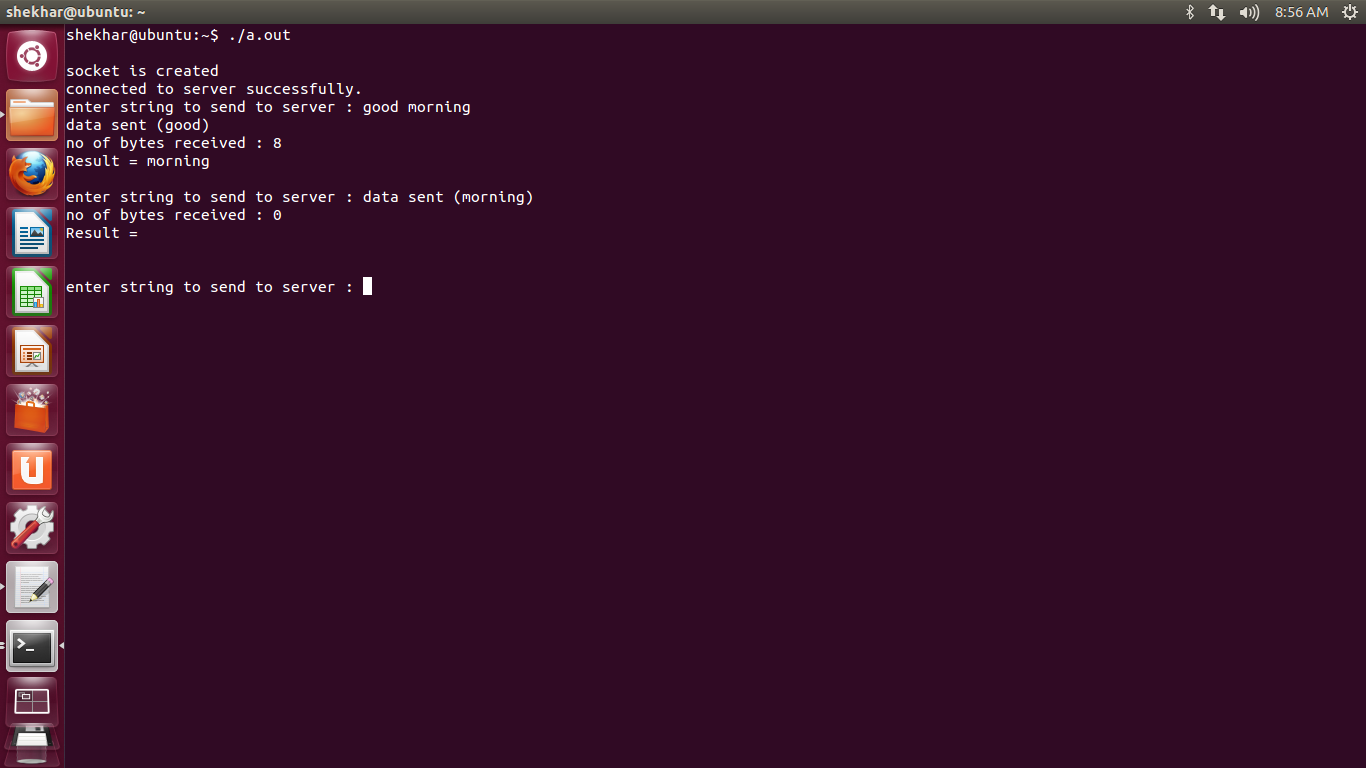 shekhar@ubuntu: ~
8:56 AM
shekhar@ubuntu:~$ ./a.out
socket is created
connected to server successfully.
enter string to send to server : good morning
data sent (good)
no of bytes received : 8
Result = morning
enter string to send to server : data sent (morning)
no of bytes received : 0
Result =
enter string to send to server :